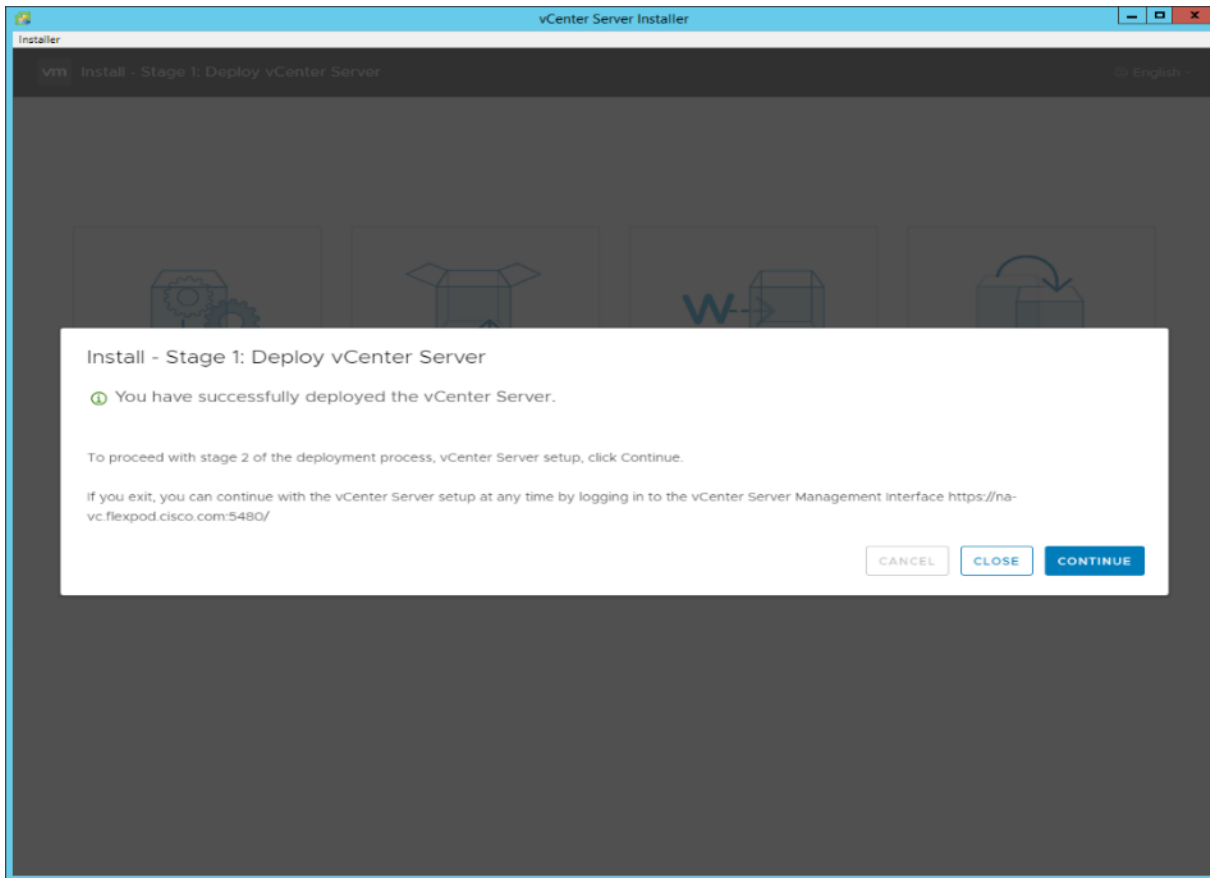 vCenter Server Installer
Installer
vm Install - Stage 1: Deploy vCenter Server
English
W
Install - Stage 1: Deploy vCenter Server
You have successfully deployed the vCenter Server.
To proceed with stage 2 of the deployment process, vCenter Server setup, click Continue.
If you exit, you can continue with the vCenter Server setup at any time by logging in to the vCenter Server Management Interface https://na-
vc.flexpod.cisco.com:5480/
CANCEL CLOSE CONTINUE